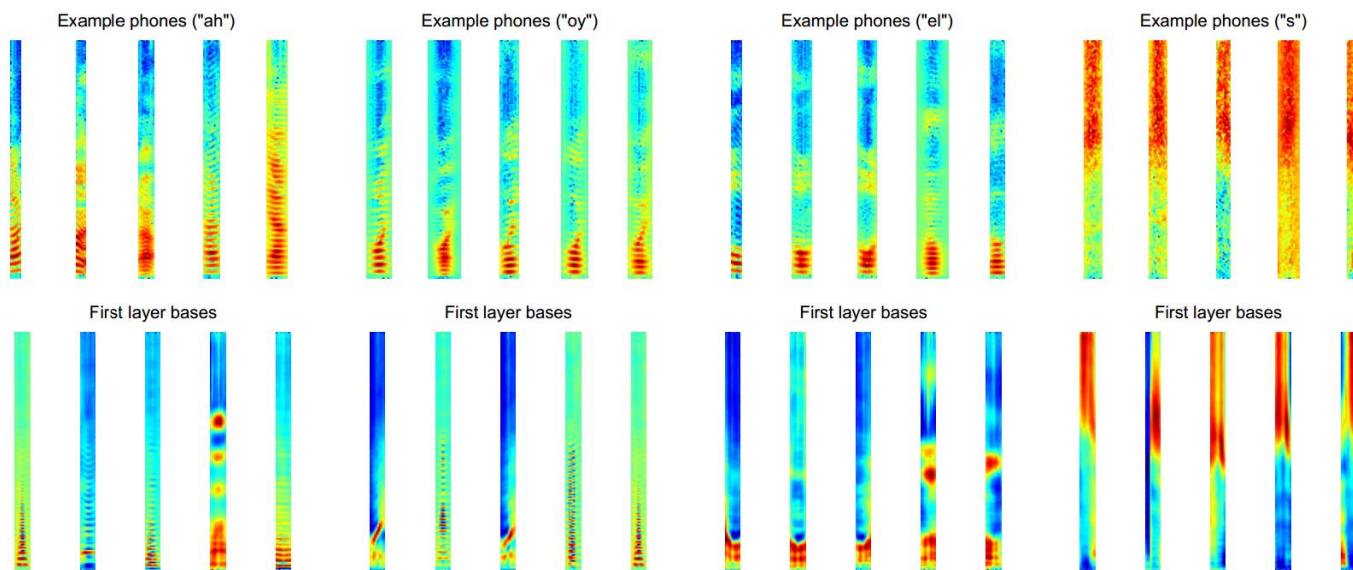 Example phones ("ah")
Example phones ("oy")
Example phones ("el")
Example phones ("s")
First layer bases
First layer bases
First layer bases
First layer bases